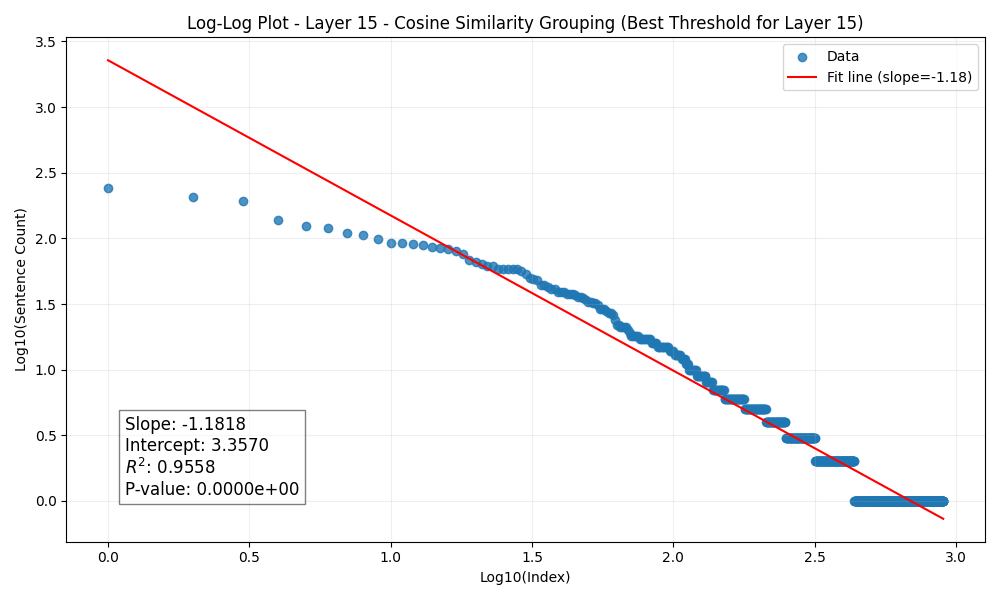 Log-Log Plot - Layer 15 - Cosine Similarity Grouping (Best Threshold for Layer 15)
Log10(Sentence Count)
3.5
3.0
2.5
2.0
1.5
1.0
0.5
0.0
Data
Fit line (slope=-1.18)
Slope: -1.1818
Intercept: 3.3570
R²: 0.9558
P-value: 0.0000e+00
0.0 0.5 1.0 1.5 2.0 2.5 3.0
Log10(Index)